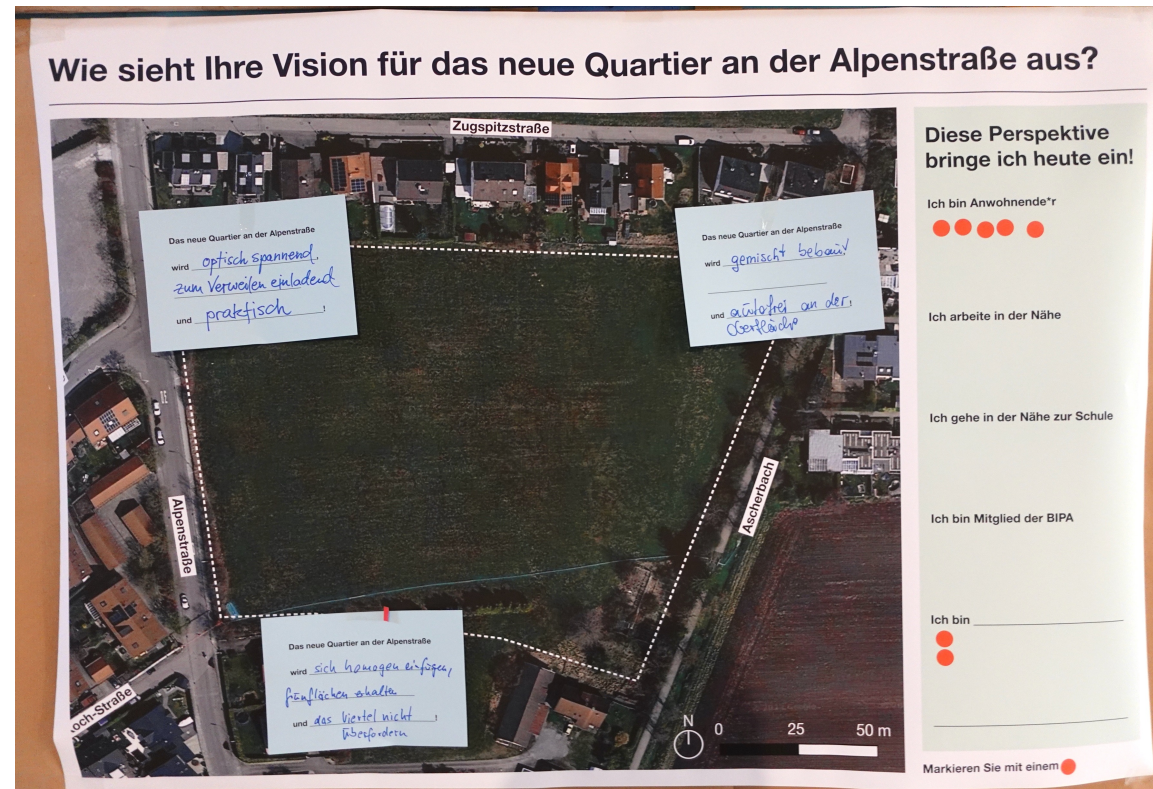 Wie sieht Ihre Vision für das neue Quartier an der Alpenstraße aus?
Zugspitzstraße
Das neue Quartier an der Alpenstraße
wird optisch spannend,
zum Verweilen einladend
und praktisch !
Das neue Quartier an der Alpenstraße
wird gemischt bebaut
und autofrei an der
Oberfläche
Alpenstraße
Ascherbach
Das neue Quartier an der Alpenstraße
wird sich homogen einfügen,
Grünflächen erhalten
und das Viertel nicht !
überfordern
och-Straße
N
0 25 50 m
Diese Perspektive
bringe ich heute ein!
Ich bin Anwohnende*r
Ich arbeite in der Nähe
Ich gehe in der Nähe zur Schule
Ich bin Mitglied der BIPA
Ich bin
Markieren Sie mit einem